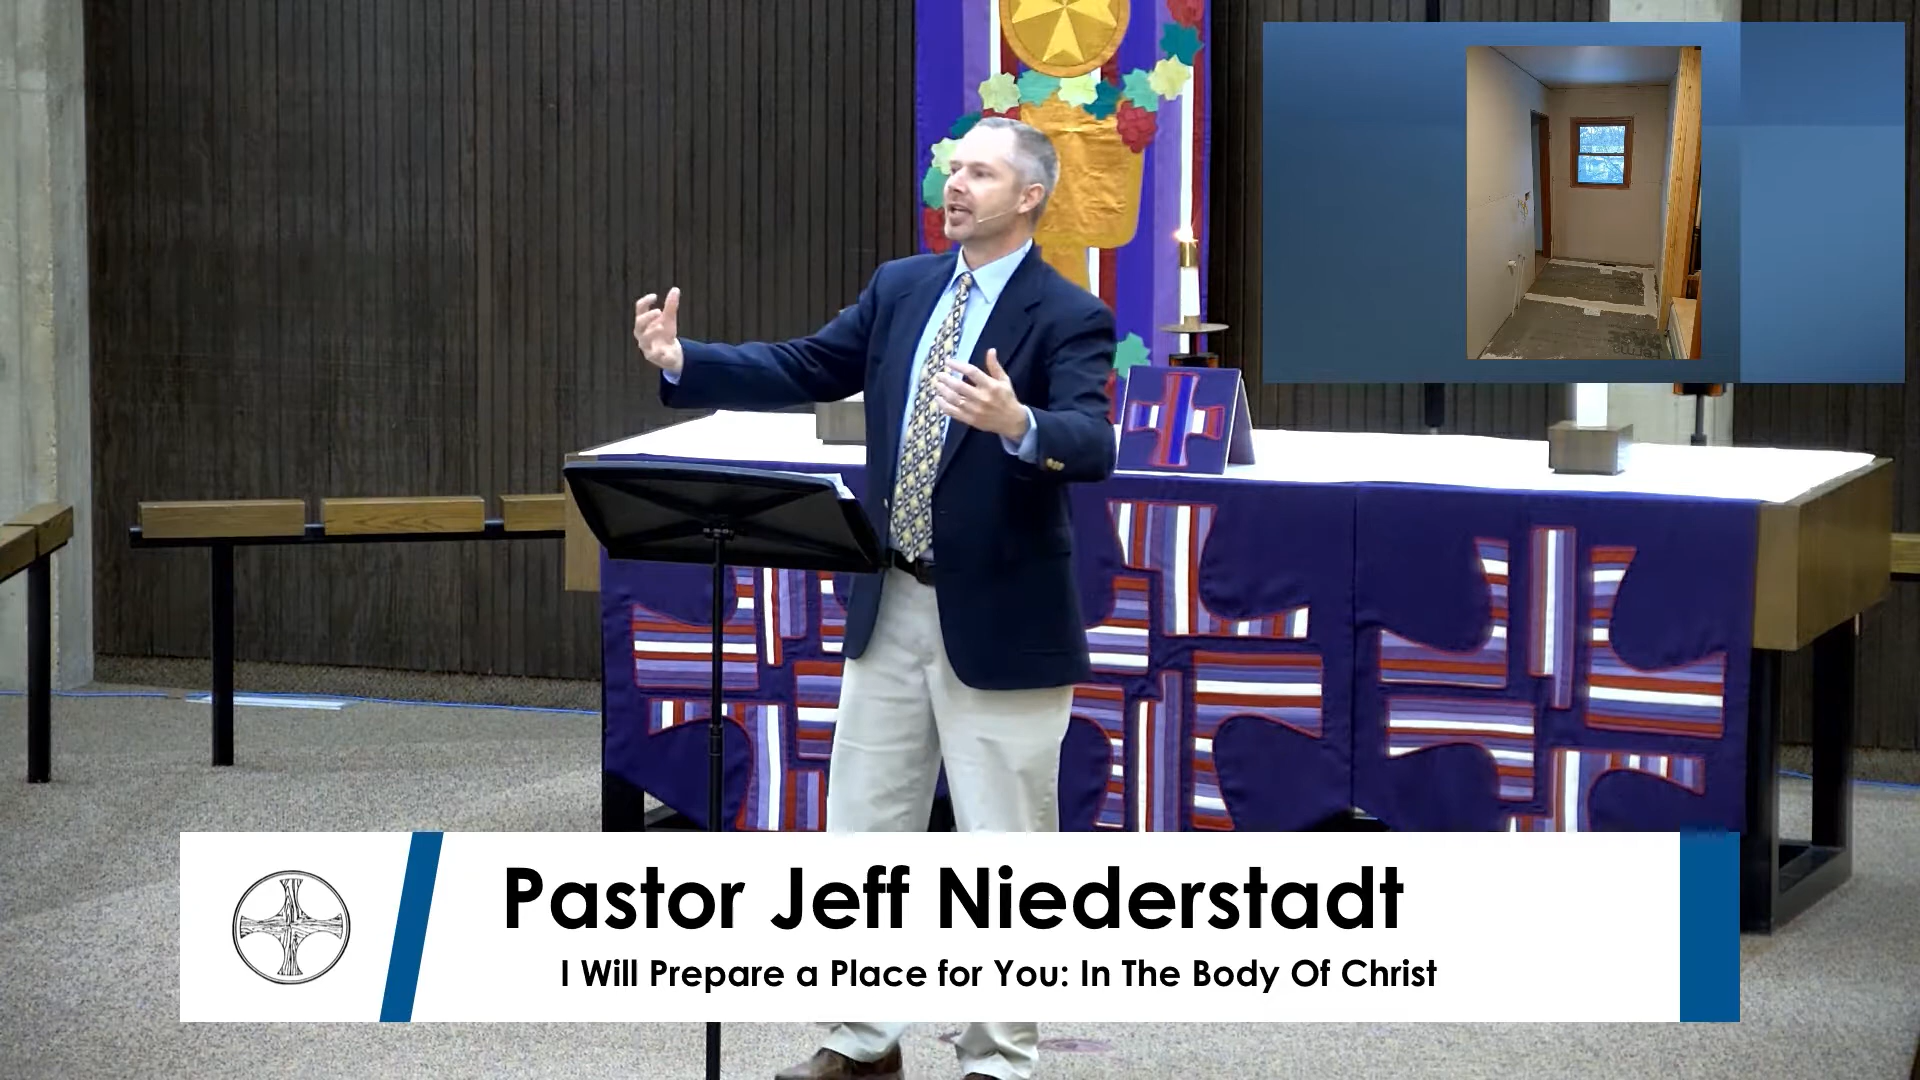 Pastor Jeff Niederstadt
I Will Prepare a Place for You: In The Body Of Christ